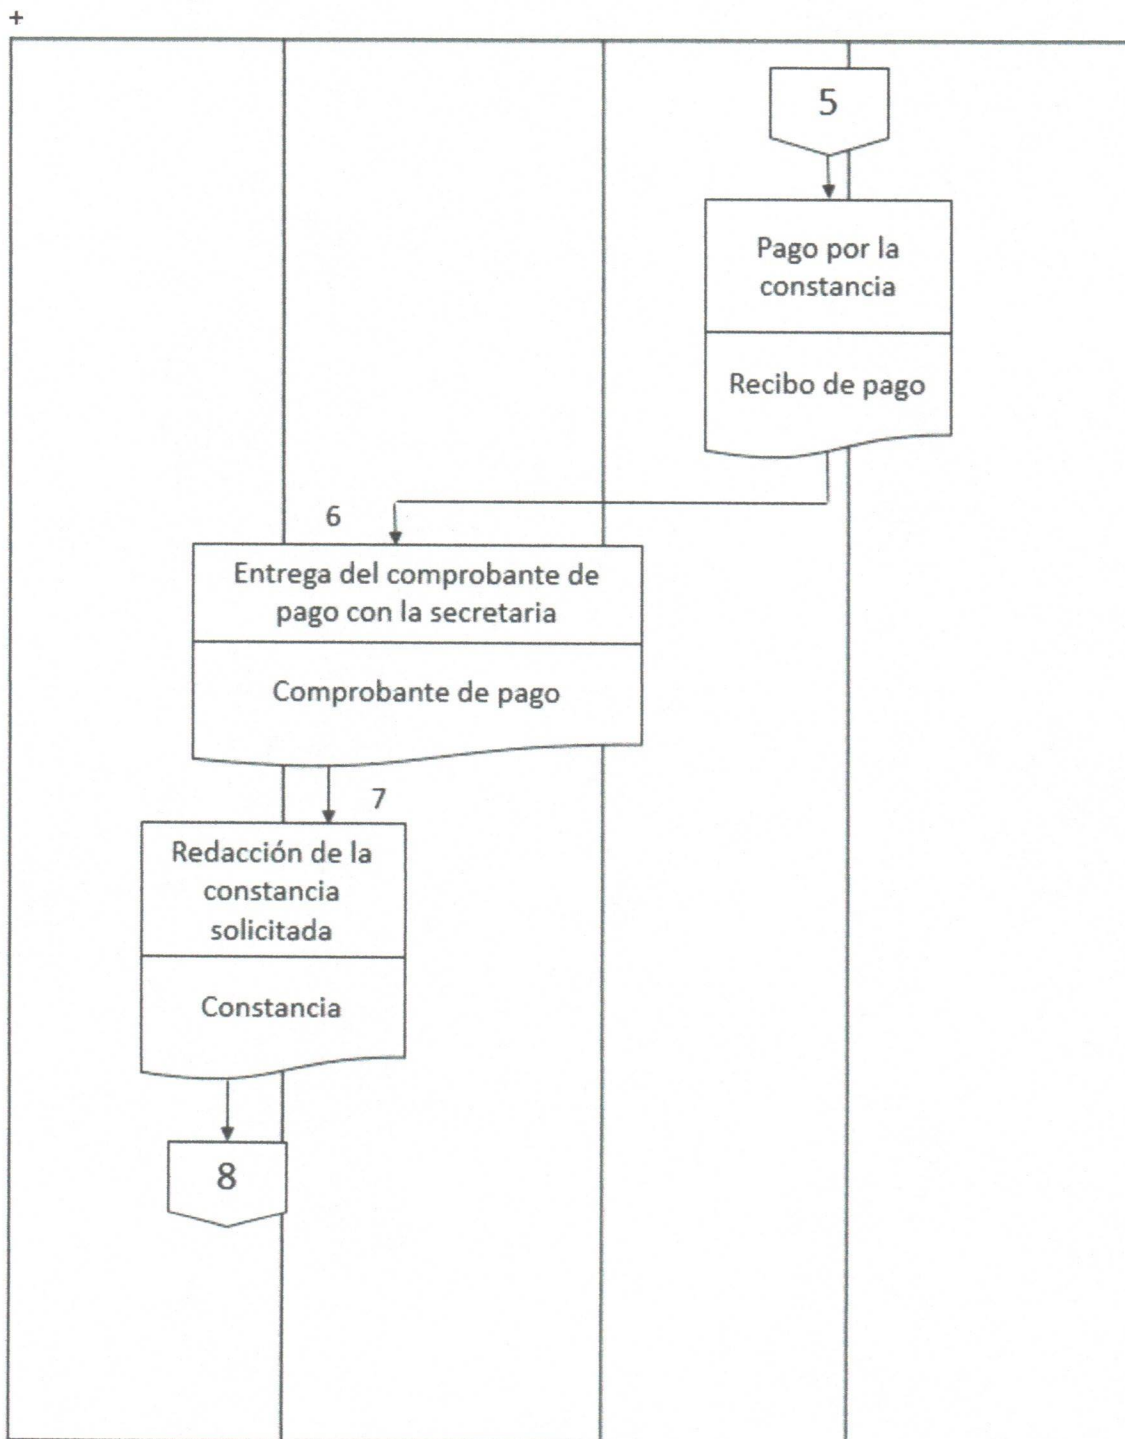 +
5
Pago por la
constancia
Recibo de pago
6
Entrega del comprobante de
pago con la secretaria
Comprobante de pago
7
Redacción de la
constancia
solicitada
Constancia
8